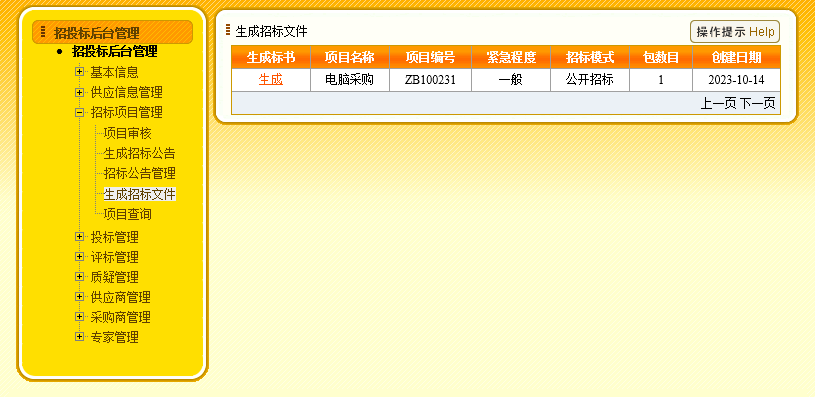 招投标后台管理
招投标后台管理
基本信息
供应信息管理
招标项目管理
项目审核
生成招标公告
招标公告管理
生成招标文件
项目查询
投标管理
评标管理
质疑管理
供应商管理
采购商管理
专家管理
生成招标文件
操作提示 Help
生成标书 项目名称 项目编号 紧急程度 招标模式 包数目 创建日期
生成 电脑采购 ZB100231 一般 公开招标 1 2023-10-14
上一页 下一页